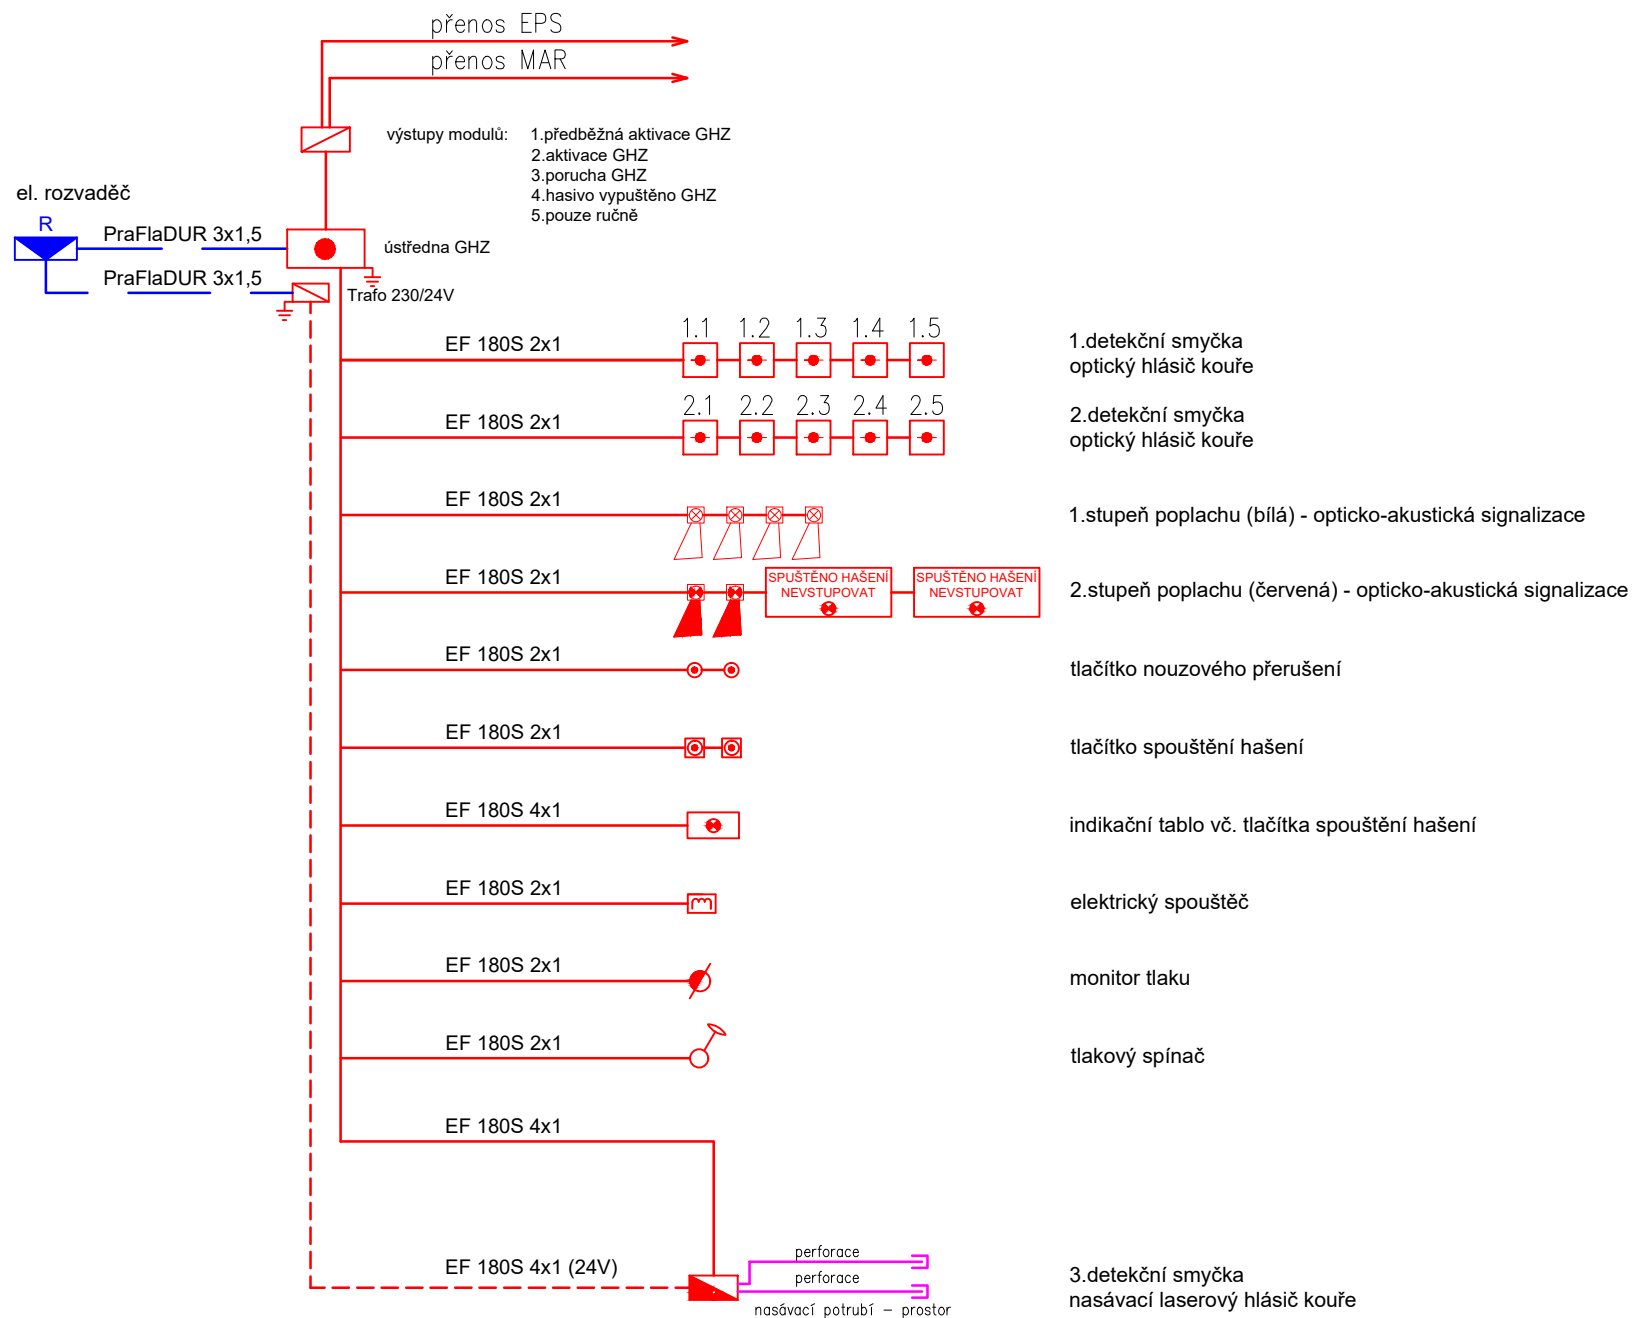 přenos EPS
přenos MAR
výstupy modulů: 1.předběžná aktivace GHZ
2.aktivace GHZ
3.porucha GHZ
4.hasivo vypuštěno GHZ
5.pouze ručně
el. rozvaděč
R
PraFlaDUR 3x1,5
ústředna GHZ
PraFlaDUR 3x1,5
Trafo 230/24V
EF 180S 2x1
1.1 1.2 1.3 1.4 1.5
1.detekční smyčka
optický hlásič kouře
EF 180S 2x1
2.1 2.2 2.3 2.4 2.5
2.detekční smyčka
optický hlásič kouře
EF 180S 2x1
1.stupeň poplachu (bílá) - opticko-akustická signalizace
EF 180S 2x1
SPUŠTĚNO HAŠENÍ
NEVSTUPOVAT
SPUŠTĚNO HAŠENÍ
NEVSTUPOVAT
2.stupeň poplachu (červená) - opticko-akustická signalizace
EF 180S 2x1
tlačítko nouzového přerušení
EF 180S 2x1
tlačítko spouštění hašení
EF 180S 4x1
indikační tablo vč. tlačítka spouštění hašení
EF 180S 2x1
elektrický spouštěč
EF 180S 2x1
monitor tlaku
EF 180S 2x1
tlakový spínač
EF 180S 4x1
EF 180S 4x1 (24V)
perforace
perforace
nasávací potrubí – prostor
3.detekční smyčka
nasávací laserový hlásič kouře